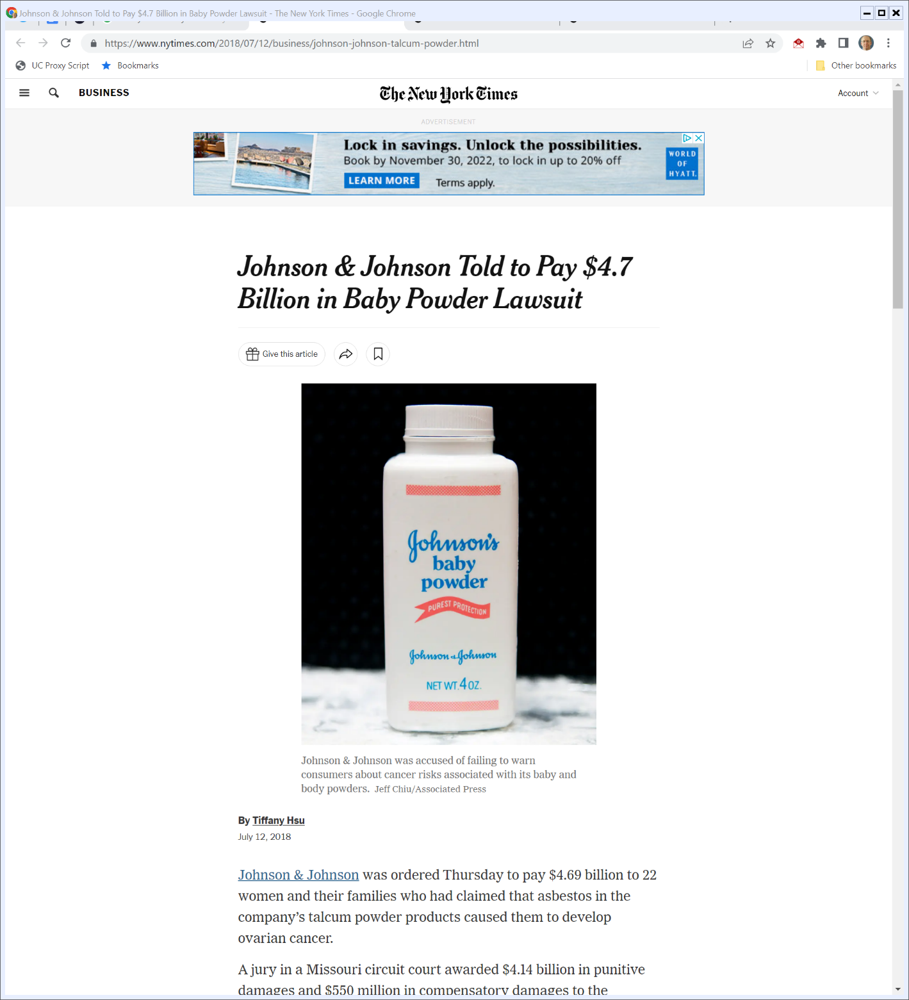 Johnson & Johnson Told to Pay $4.7 Billion in Baby Powder Lawsuit - The New York Times - Google Chrome
https://www.nytimes.com/2018/07/12/business/johnson-johnson-talcum-powder.html
UC Proxy Script Bookmarks Other bookmarks
BUSINESS The New York Times Account
ADVERTISEMENT
Lock in savings. Unlock the possibilities.
Book by November 30, 2022, to lock in up to 20% off
LEARN MORE Terms apply.
WORLD
OF
HYATT.
Johnson & Johnson Told to Pay $4.7
Billion in Baby Powder Lawsuit
Give this article
Johnson's
baby
powder
PUREST PROTECTION
Johnson & Johnson
NET WT. 4 OZ.
Johnson & Johnson was accused of failing to warn
consumers about cancer risks associated with its baby and
body powders. Jeff Chiu/Associated Press
By Tiffany Hsu
July 12, 2018
Johnson & Johnson was ordered Thursday to pay $4.69 billion to 22
women and their families who had claimed that asbestos in the
company's talcum powder products caused them to develop
ovarian cancer.
A jury in a Missouri circuit court awarded $4.14 billion in punitive
damages and $550 million in compensatory damages to the